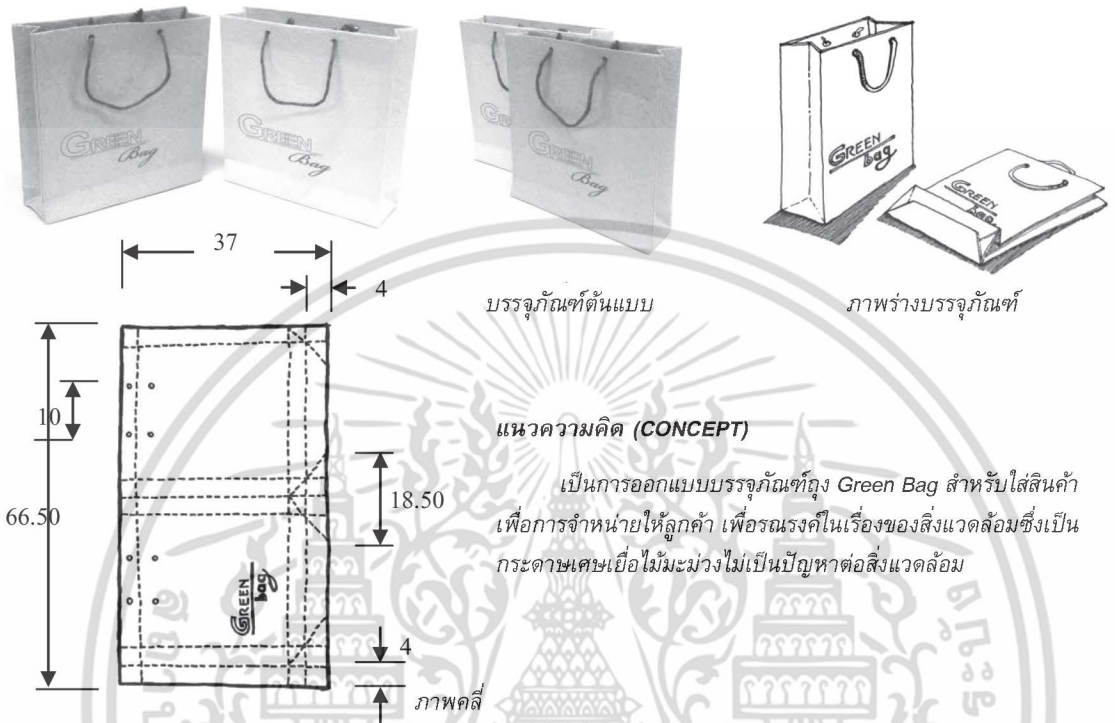 GREEN
Bag
GREEN
Bag
GREEN
Bag
GREEN
bag
GREEN
bag
37
4
บรรจุภัณฑ์ต้นแบบ
ภาพร่างบรรจุภัณฑ์
10
66.50
18.50
แนวความคิด (CONCEPT)
เป็นการออกแบบบรรจุภัณฑ์ถุง Green Bag สำหรับใส่สินค้า
เพื่อการจำหน่ายให้ลูกค้า เพื่อรณรงค์ในเรื่องของสิ่งแวดล้อมซึ่งเป็น
กระดาษเศษเยื่อไม้มะม่วงไม่เป็นปัญหาต่อสิ่งแวดล้อม
GREEN
bag
4
ภาพคลี่